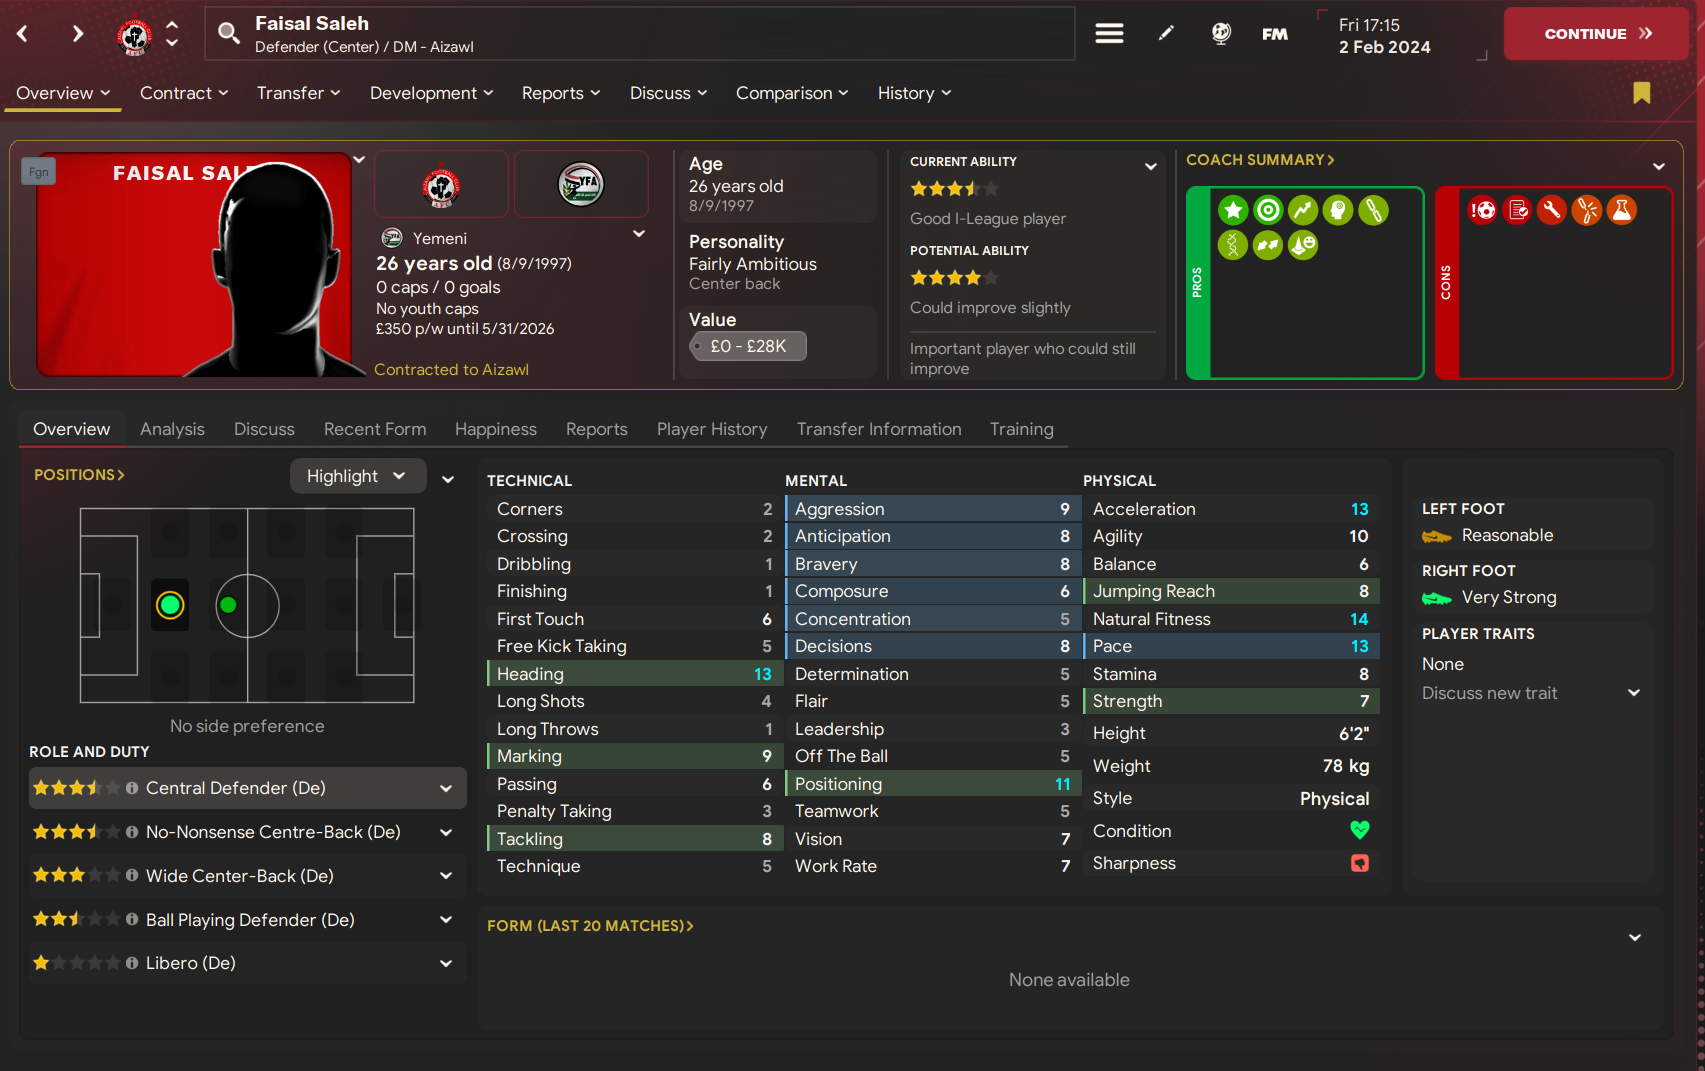 Faisal Saleh
Defender (Center) / DM - Aizawl
FM
Fri 17:15
2 Feb 2024
CONTINUE
Overview
Contract
Transfer
Development
Reports
Discuss
Comparison
History
Fgn
FAISAL SAL
YFA
Yemeni
26 years old (8/9/1997)
0 caps / 0 goals
No youth caps
£350 p/w until 5/31/2026
Contracted to Aizawl
Age
26 years old
8/9/1997
Personality
Fairly Ambitious
Center back
Value
£0 - £28K
CURRENT ABILITY
Good I-League player
POTENTIAL ABILITY
Could improve slightly
Important player who could still
improve
COACH SUMMARY
PROS
CONS
Overview
Analysis
Discuss
Recent Form
Happiness
Reports
Player History
Transfer Information
Training
POSITIONS
Highlight
No side preference
ROLE AND DUTY
Central Defender (De)
No-Nonsense Centre-Back (De)
Wide Center-Back (De)
Ball Playing Defender (De)
Libero (De)
TECHNICAL
Corners 2
Crossing 2
Dribbling 1
Finishing 1
First Touch 6
Free Kick Taking 5
Heading 13
Long Shots 4
Long Throws 1
Marking 9
Passing 6
Penalty Taking 3
Tackling 8
Technique 5
MENTAL
Aggression 9
Anticipation 8
Bravery 8
Composure 6
Concentration 5
Decisions 8
Determination 5
Flair 5
Leadership 3
Off The Ball 5
Positioning 11
Teamwork 5
Vision 7
Work Rate 7
PHYSICAL
Acceleration 13
Agility 10
Balance 6
Jumping Reach 8
Natural Fitness 14
Pace 13
Stamina 8
Strength 7
Height 6'2"
Weight 78 kg
Style Physical
Condition
Sharpness
LEFT FOOT
Reasonable
RIGHT FOOT
Very Strong
PLAYER TRAITS
None
Discuss new trait
FORM (LAST 20 MATCHES)
None available